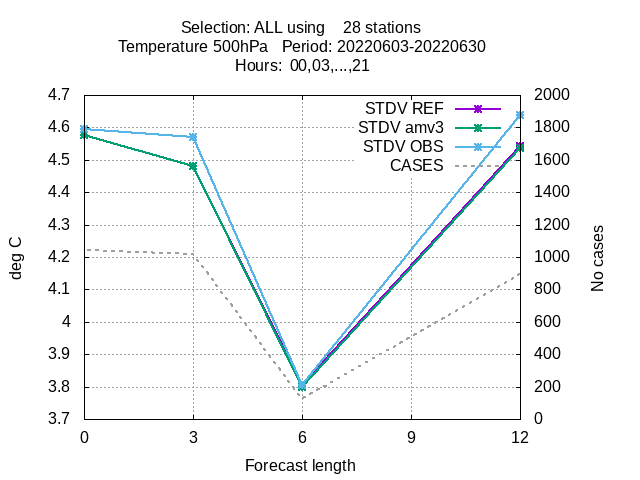 Selection: ALL using    28 stations
Temperature 500hPa   Period: 20220603-20220630
Hours:  00,03,...,21
4.7
4.6
4.5
4.4
4.3
4.2
4.1
4
3.9
3.8
3.7
deg C
STDV REF
STDV amv3
STDV OBS
CASES
2000
1800
1600
1400
1200
1000
800
600
400
200
0
No cases
0 3 6 9 12
Forecast length